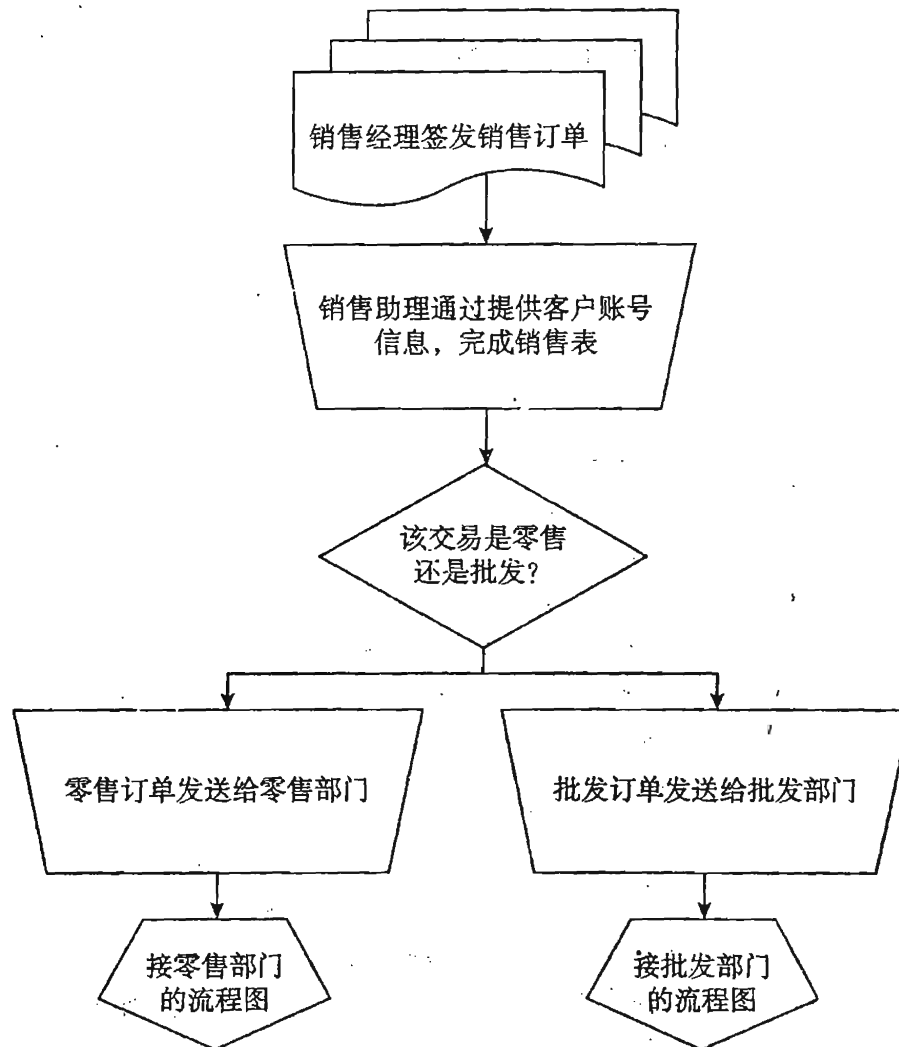 销售经理签发销售订单
销售助理通过提供客户账号
信息，完成销售表
该交易是零售
还是批发？
零售订单发送给零售部门
批发订单发送给批发部门
接零售部门
的流程图
接批发部门
的流程图